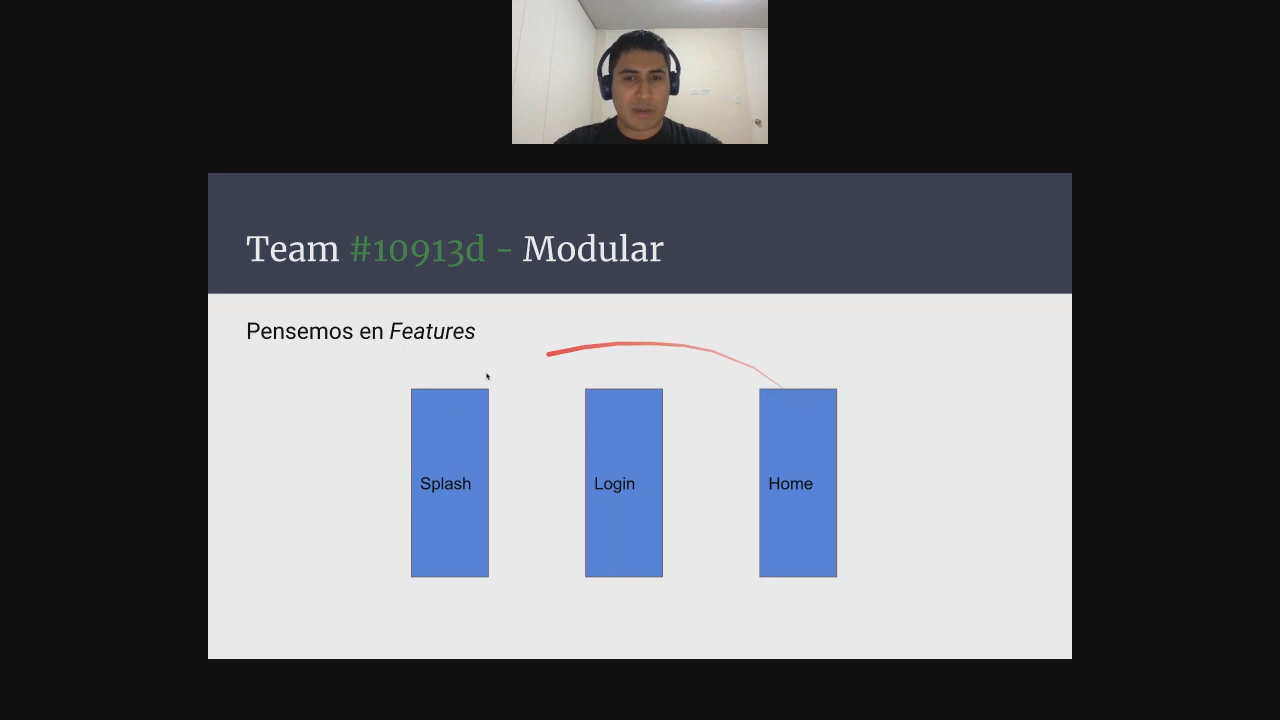 Team #10913d - Modular
Pensemos en Features
Splash
Login
Home